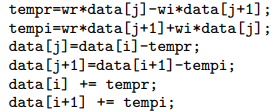 tempr=wr*data[j]-wi*data[j+1];
tempi=wr*data[j+1]+wi*data[j];
data[j]=data[i]-tempr;
data[j+1]=data[i+1]-tempi;
data[i] += tempr;
data[i+1] += tempi;